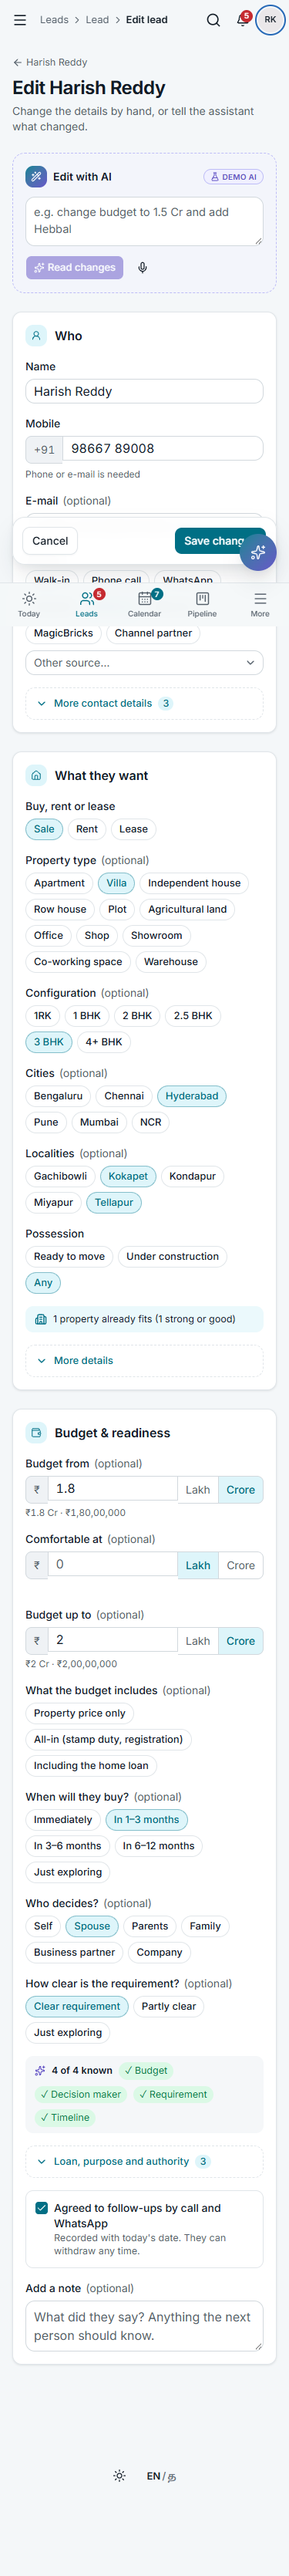 Leads > Lead > Edit lead
5
RK
← Harish Reddy
Edit Harish Reddy
Change the details by hand, or tell the assistant
what changed.
Edit with AI
DEMO AI
e.g. change budget to 1.5 Cr and add
Hebbal
Read changes
Who
Name
Harish Reddy
Mobile
+91 98667 89008
Phone or e-mail is needed
E-mail (optional)
Cancel
Save
Walk-in Phone call WhatsApp
Today
Leads 5
Calendar 7
Pipeline
More
MagicBricks Channel partner
Other source...
More contact details 3
What they want
Buy, rent or lease
Sale Rent Lease
Property type (optional)
Apartment Villa Independent house
Row house Plot Agricultural land
Office Shop Showroom
Co-working space Warehouse
Configuration (optional)
1RK 1 BHK 2 BHK 2.5 BHK
3 BHK 4+ BHK
Cities (optional)
Bengaluru Chennai Hyderabad
Pune Mumbai NCR
Localities (optional)
Gachibowli Kokapet Kondapur
Miyapur Tellapur
Possession
Ready to move Under construction
Any
1 property already fits (1 strong or good)
More details
Budget & readiness
Budget from (optional)
₹ 1.8 Lakh Crore
₹1.8 Cr · ₹1,80,00,000
Comfortable at (optional)
₹ 0 Lakh Crore
Budget up to (optional)
₹ 2 Lakh Crore
₹2 Cr · ₹2,00,00,000
What the budget includes (optional)
Property price only
All-in (stamp duty, registration)
Including the home loan
When will they buy? (optional)
Immediately In 1–3 months
In 3–6 months In 6–12 months
Just exploring
Who decides? (optional)
Self Spouse Parents Family
Business partner Company
How clear is the requirement? (optional)
Clear requirement Partly clear
Just exploring
4 of 4 known ✓ Budget
✓ Decision maker ✓ Requirement
✓ Timeline
Loan, purpose and authority 3
Agreed to follow-ups by call and
WhatsApp
Recorded with today's date. They can
withdraw any time.
Add a note (optional)
What did they say? Anything the next
person should know.
EN / த